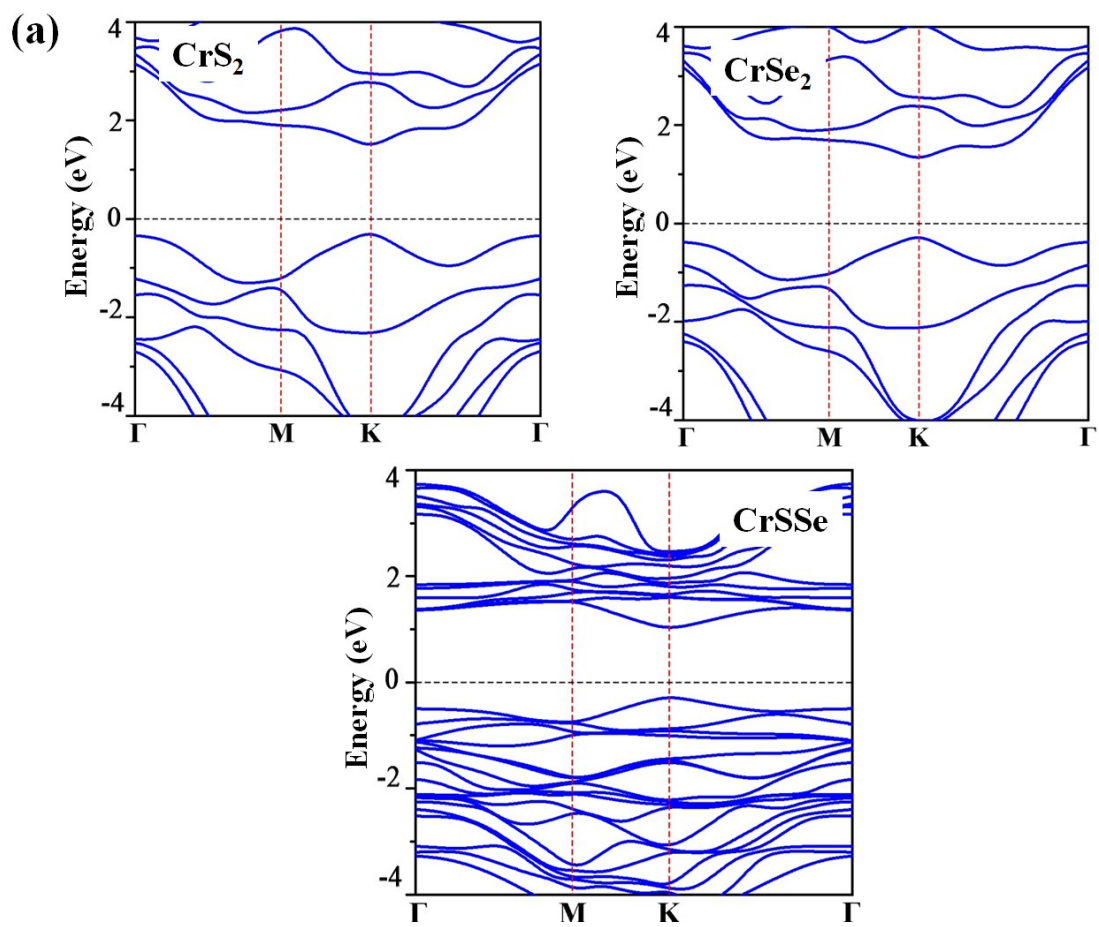 (a)
CrS₂
Energy (eV)
4
2
0
-2
-4
Γ M K Γ
CrSe₂
Energy (eV)
4
2
0
-2
-4
Γ M K Γ
CrSSe
Energy (eV)
4
2
0
-2
-4
Γ M K Γ